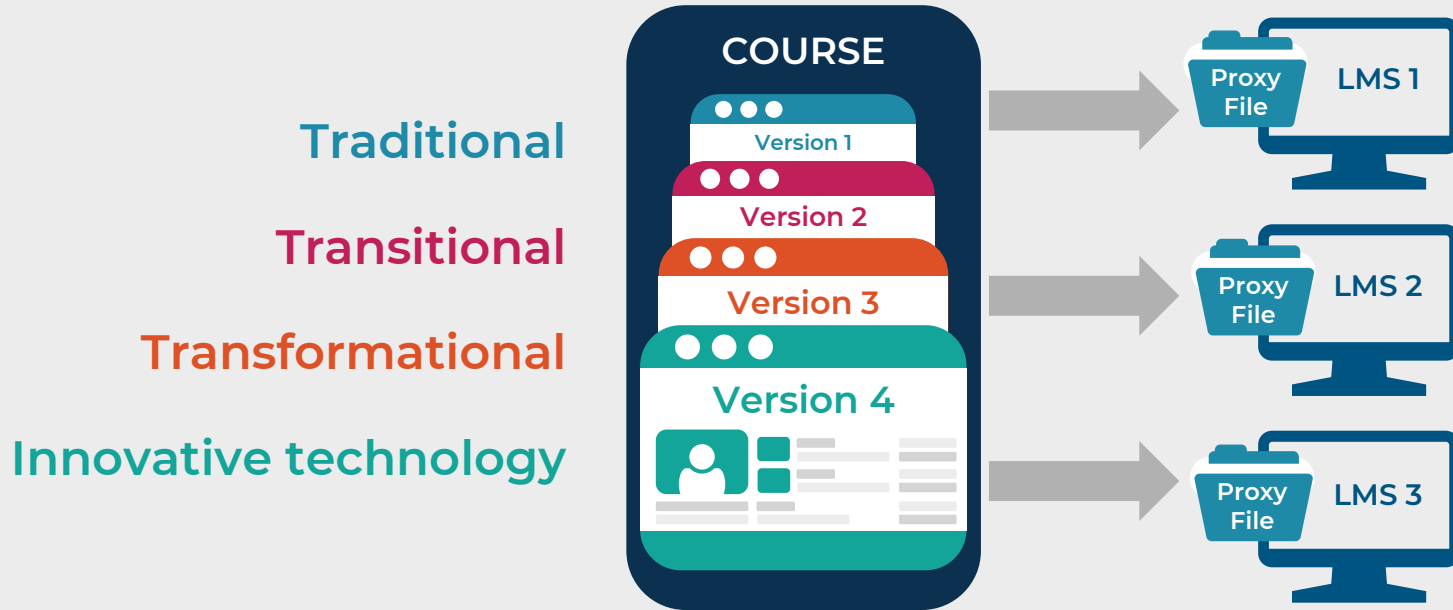 Traditional
Transitional
Transformational
Innovative technology
COURSE
Version 1
Version 2
Version 3
Version 4
Proxy
File
LMS 1
Proxy
File
LMS 2
Proxy
File
LMS 3